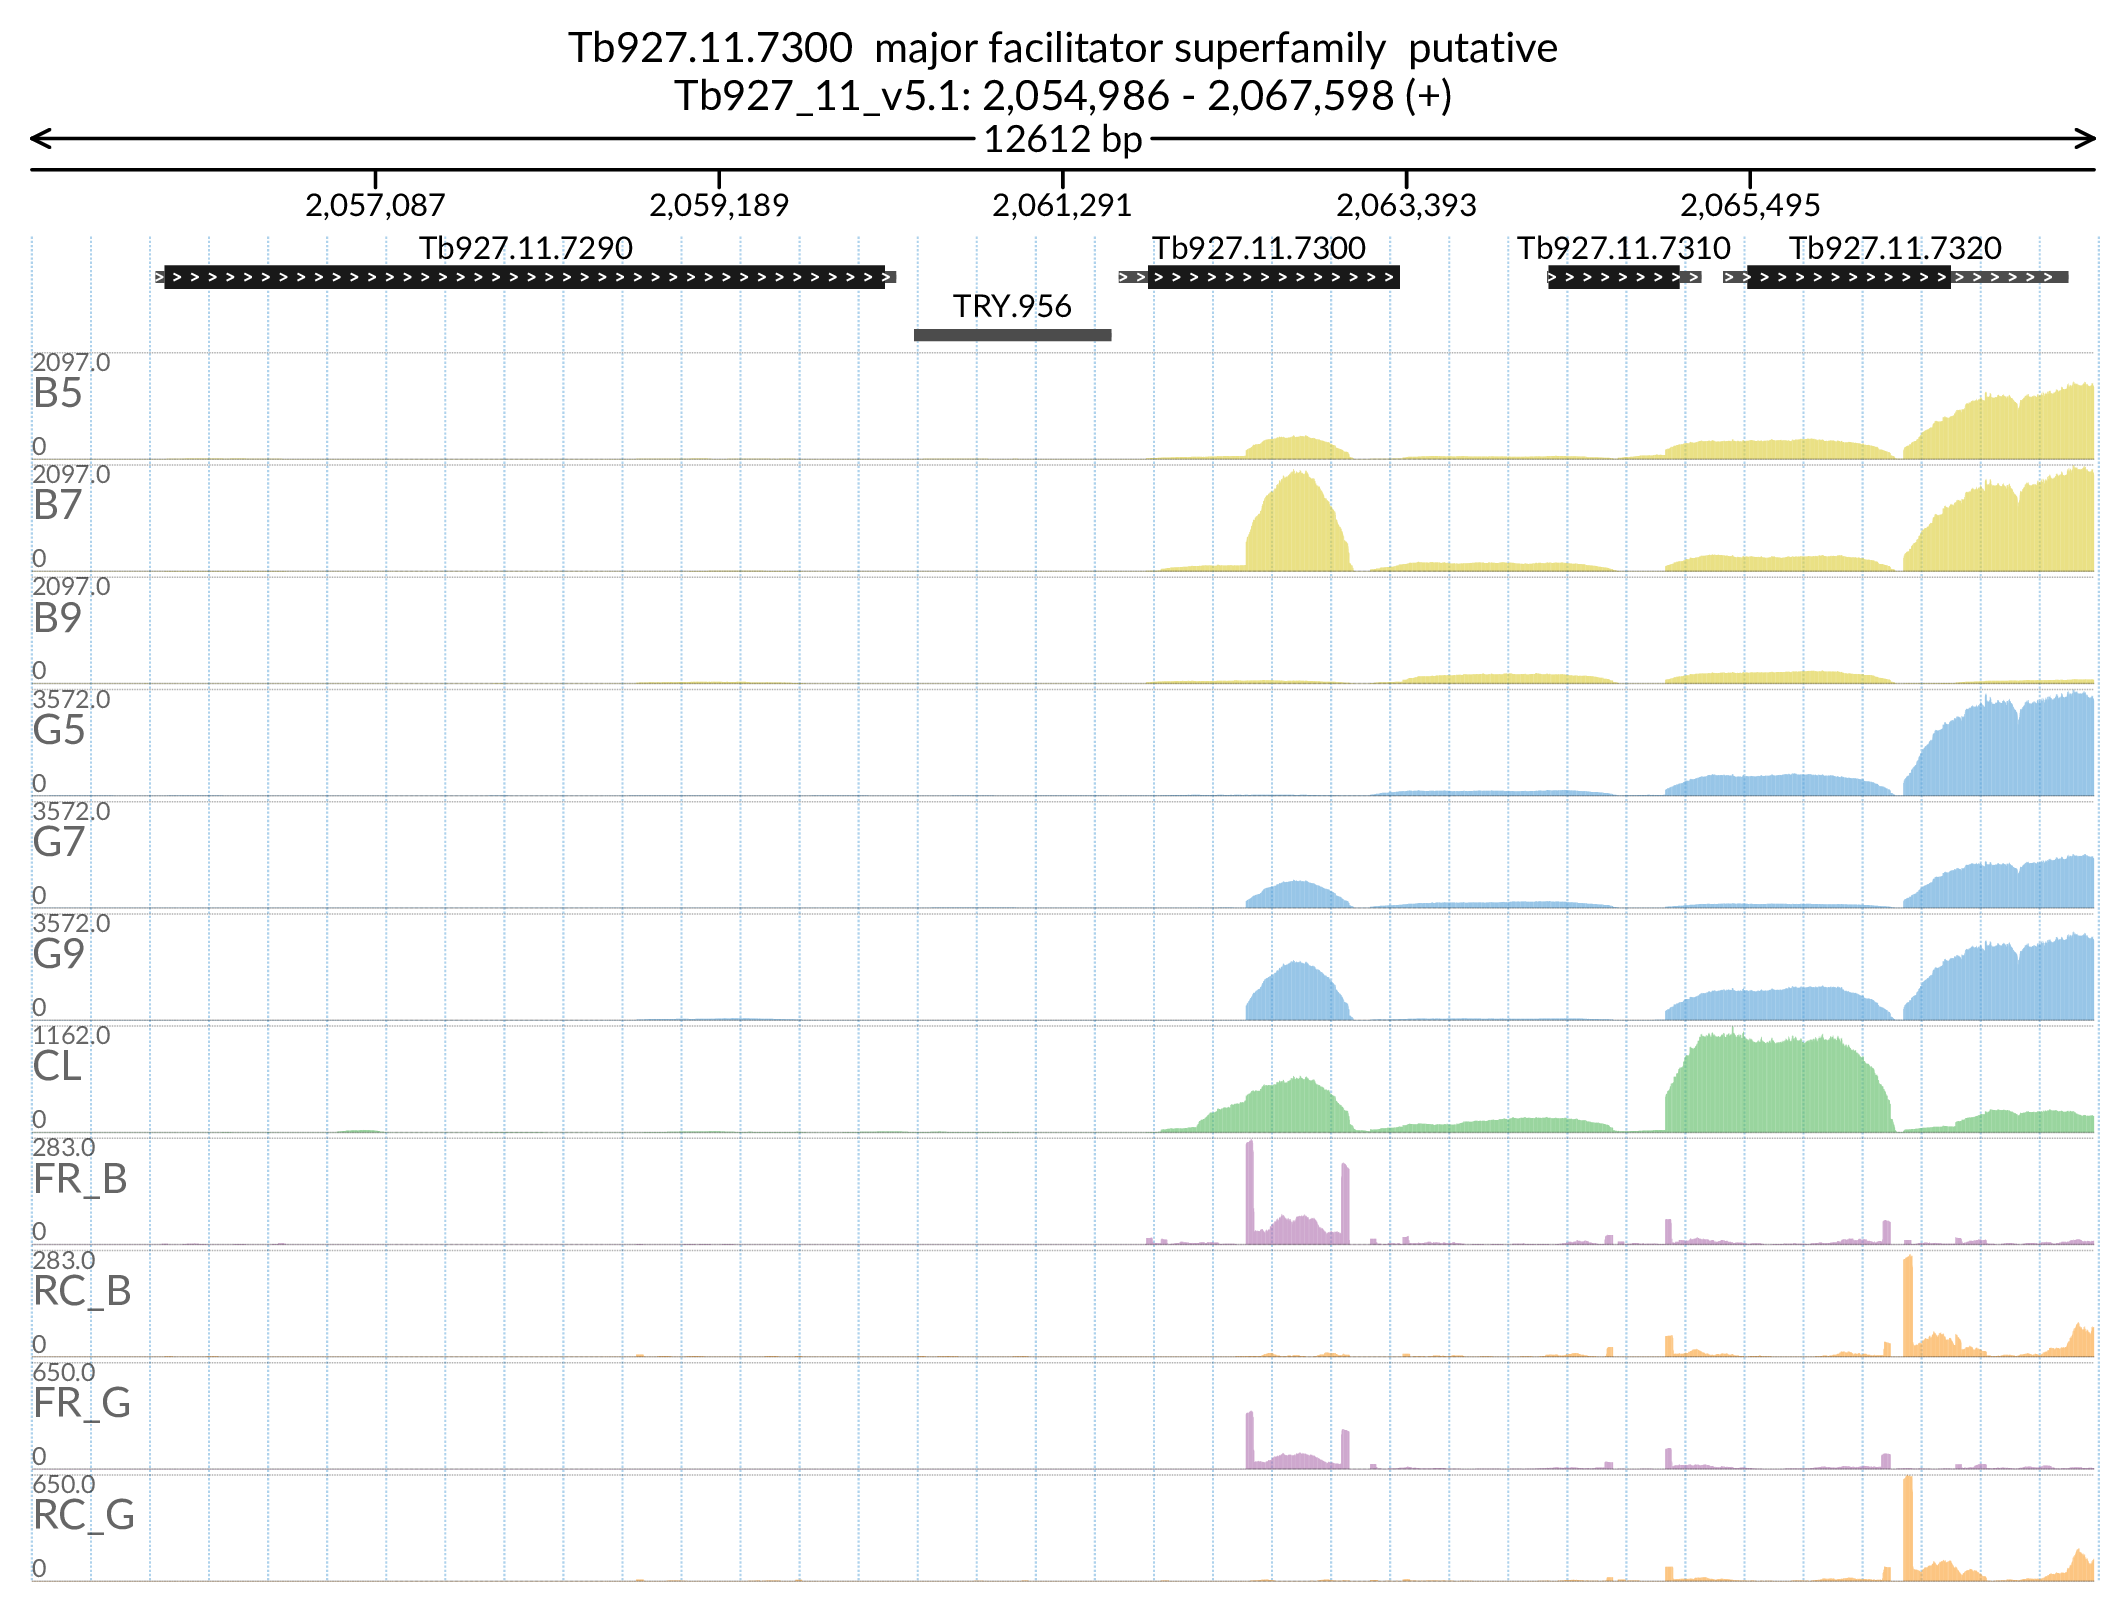 Tb927.11.7300  major facilitator superfamily  putative
Tb927_11_v5.1: 2,054,986 - 2,067,598 (+)
12612 bp
2,057,087 2,059,189 2,061,291 2,063,393 2,065,495
Tb927.11.7290 Tb927.11.7300 Tb927.11.7310 Tb927.11.7320
TRY.956
2097.0
B5
0
2097.0
B7
0
2097.0
B9
0
3572.0
G5
0
3572.0
G7
0
3572.0
G9
0
1162.0
CL
0
283.0
FR_B
0
283.0
RC_B
0
650.0
FR_G
0
650.0
RC_G
0